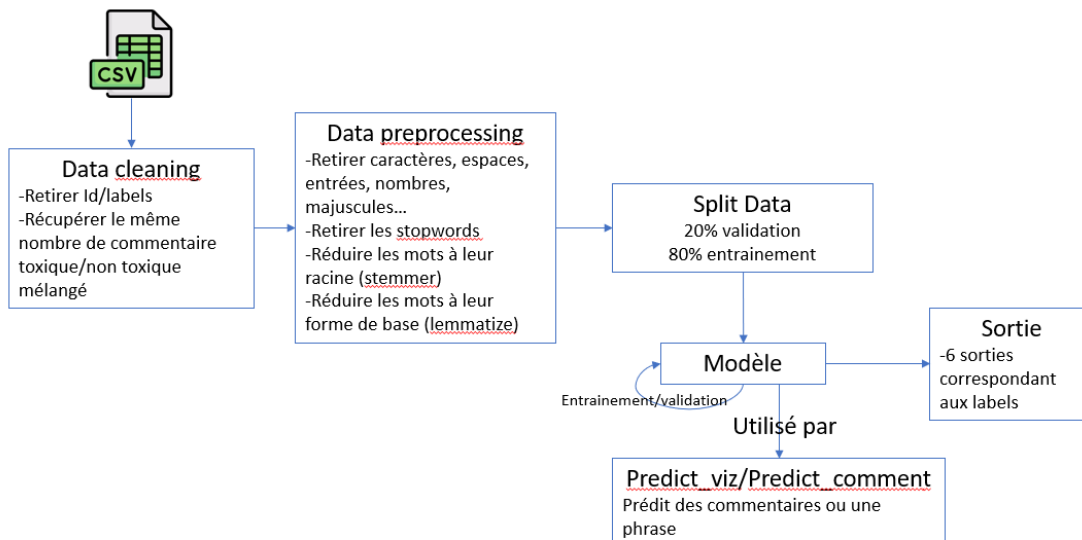 CSV
Data cleaning
-Retirer Id/labels
-Récupérer le même
nombre de commentaire
toxique/non toxique
mélangé
Data preprocessing
-Retirer caractères, espaces,
entrées, nombres,
majuscules...
-Retirer les stopwords
-Réduire les mots à leur
racine (stemmer)
-Réduire les mots à leur
forme de base (lemmatize)
Split Data
20% validation
80% entrainement
Modèle
Entrainement/validation
Sortie
-6 sorties
correspondant
aux labels
Utilisé par
Predict_viz/Predict_comment
Prédit des commentaires ou une
phrase